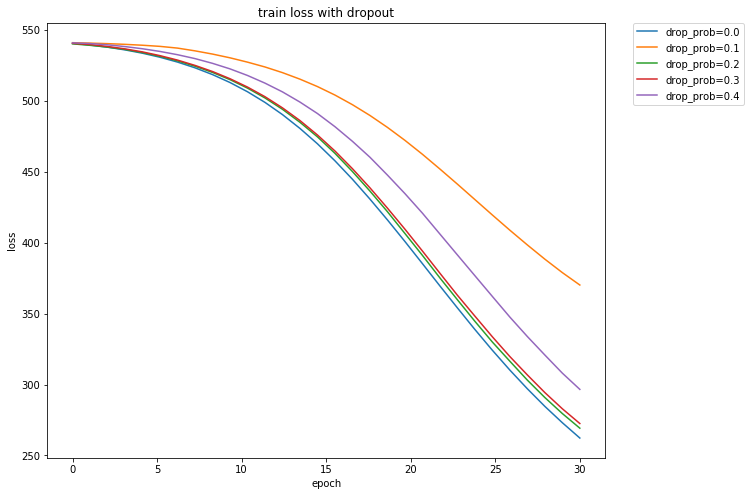 train loss with dropout
550
500
450
400
350
300
250
loss
0
5
10
15
20
25
30
epoch
drop_prob=0.0
drop_prob=0.1
drop_prob=0.2
drop_prob=0.3
drop_prob=0.4